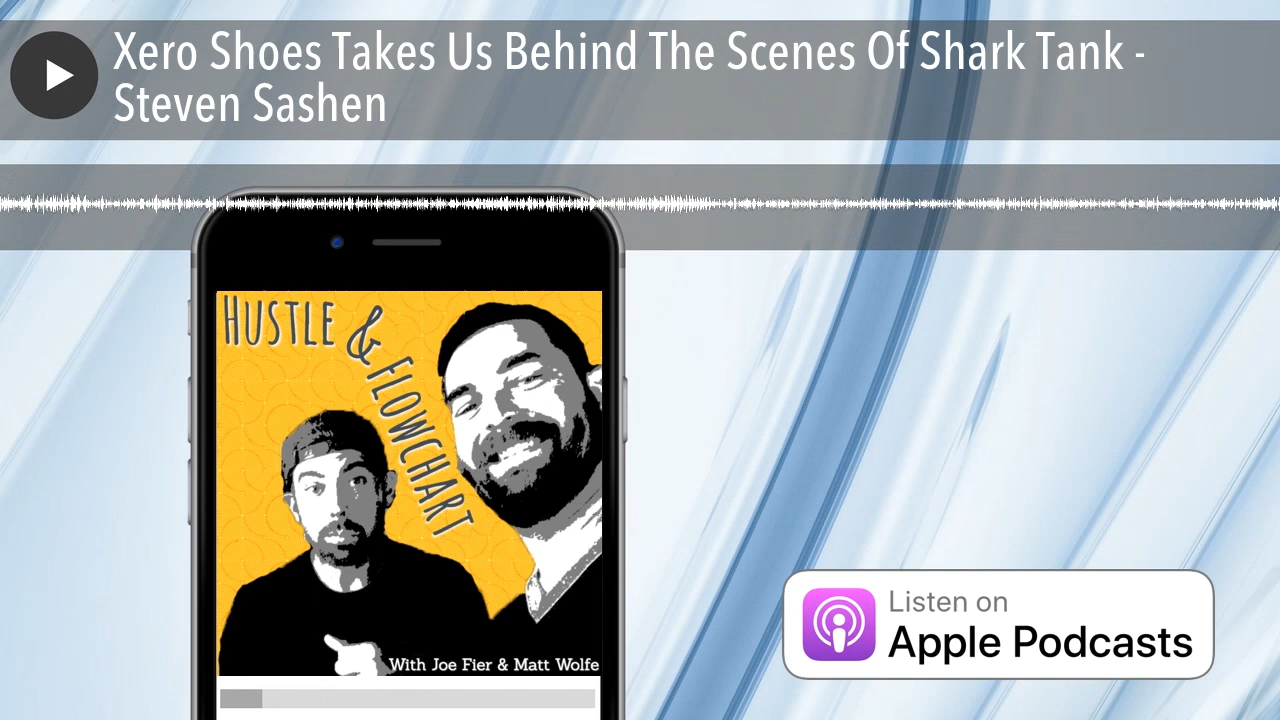 Xero Shoes Takes Us Behind The Scenes Of Shark Tank -
Steven Sashen
HUSTLE
&
FLOWCHART
With Joe Fier & Matt Wolfe
Listen on
Apple Podcasts